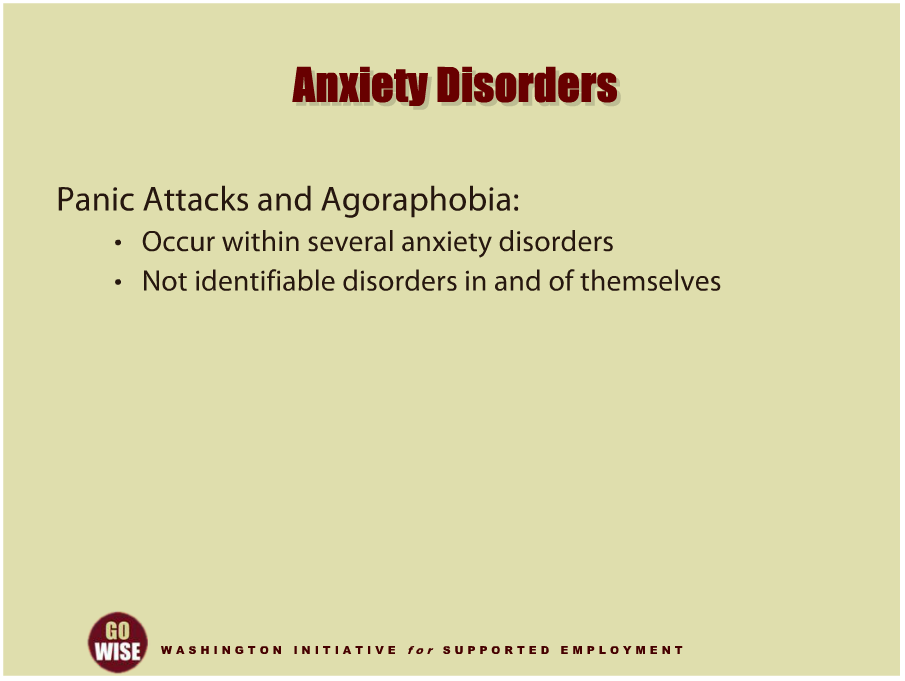 Anxiety Disorders
Panic Attacks and Agoraphobia:
• Occur within several anxiety disorders
• Not identifiable disorders in and of themselves
GO
WISE
WASHINGTON INITIATIVE for SUPPORTED EMPLOYMENT